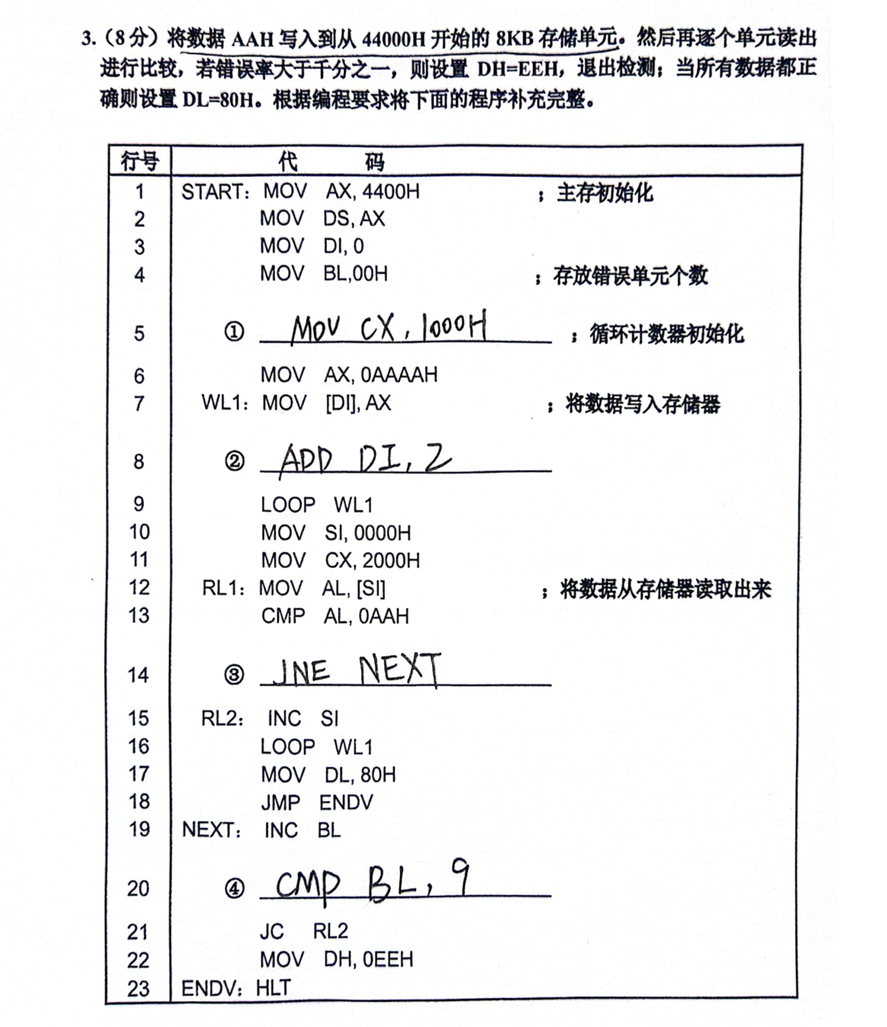 3.（8 分）将数据 AAH 写入到从 44000H 开始的 8KB 存储单元。然后再逐个单元读出
进行比较，若错误率大于千分之一，则设置 DH=EEH，退出检测；当所有数据都正
确则设置 DL=80H。根据编程要求将下面的程序补充完整。
行号 代 码
1 START：MOV AX, 4400H ；主存初始化
2 MOV DS, AX
3 MOV DI, 0
4 MOV BL,00H ；存放错误单元个数
5 ① MOV CX, 1000H ；循环计数器初始化
6 MOV AX, 0AAAAH
7 WL1：MOV [DI], AX ；将数据写入存储器
8 ② ADD DI, 2
9 LOOP WL1
10 MOV SI, 0000H
11 MOV CX, 2000H
12 RL1：MOV AL, [SI] ；将数据从存储器读取出来
13 CMP AL, 0AAH
14 ③ JNE NEXT
15 RL2： INC SI
16 LOOP WL1
17 MOV DL, 80H
18 JMP ENDV
19 NEXT： INC BL
20 ④ CMP BL, 9
21 JC RL2
22 MOV DH, 0EEH
23 ENDV：HLT